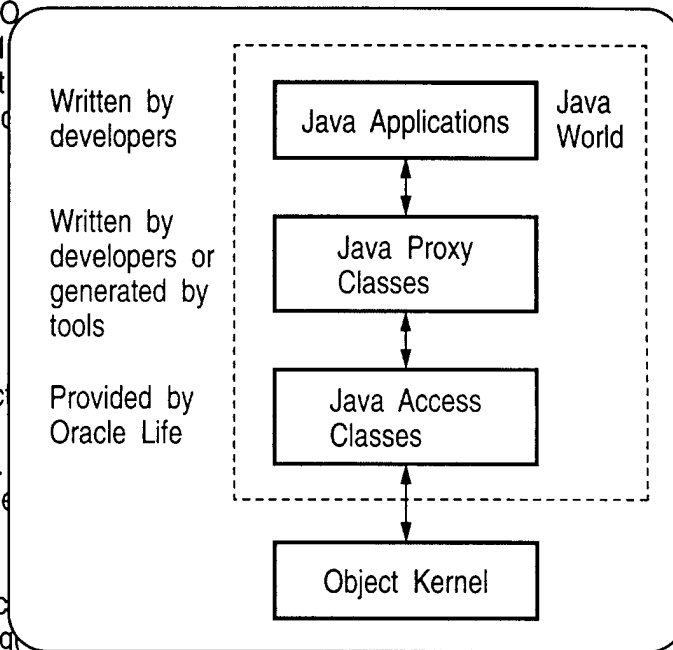 Written by
developers
Java Applications
Java
World
Written by
developers or
generated by
tools
Java Proxy
Classes
Provided by
Oracle Life
Java Access
Classes
Object Kernel